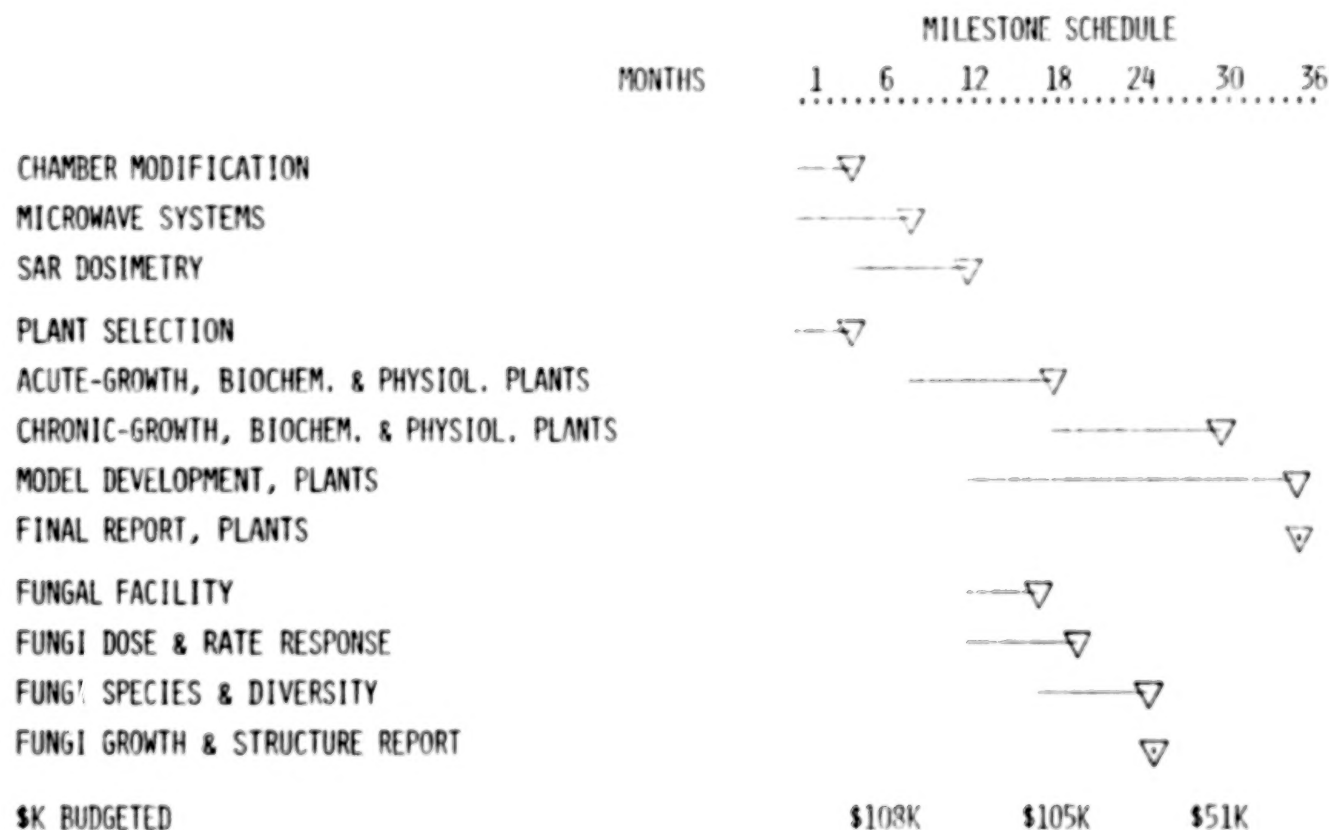 MILESTONE SCHEDULE
MONTHS 1 6 12 18 24 30 36
CHAMBER MODIFICATION
MICROWAVE SYSTEMS
SAR DOSIMETRY
PLANT SELECTION
ACUTE-GROWTH, BIOCHEM. & PHYSIOL. PLANTS
CHRONIC-GROWTH, BIOCHEM. & PHYSIOL. PLANTS
MODEL DEVELOPMENT, PLANTS
FINAL REPORT, PLANTS
FUNGAL FACILITY
FUNGI DOSE & RATE RESPONSE
FUNGI SPECIES & DIVERSITY
FUNGI GROWTH & STRUCTURE REPORT
$K BUDGETED $108K $105K $51K